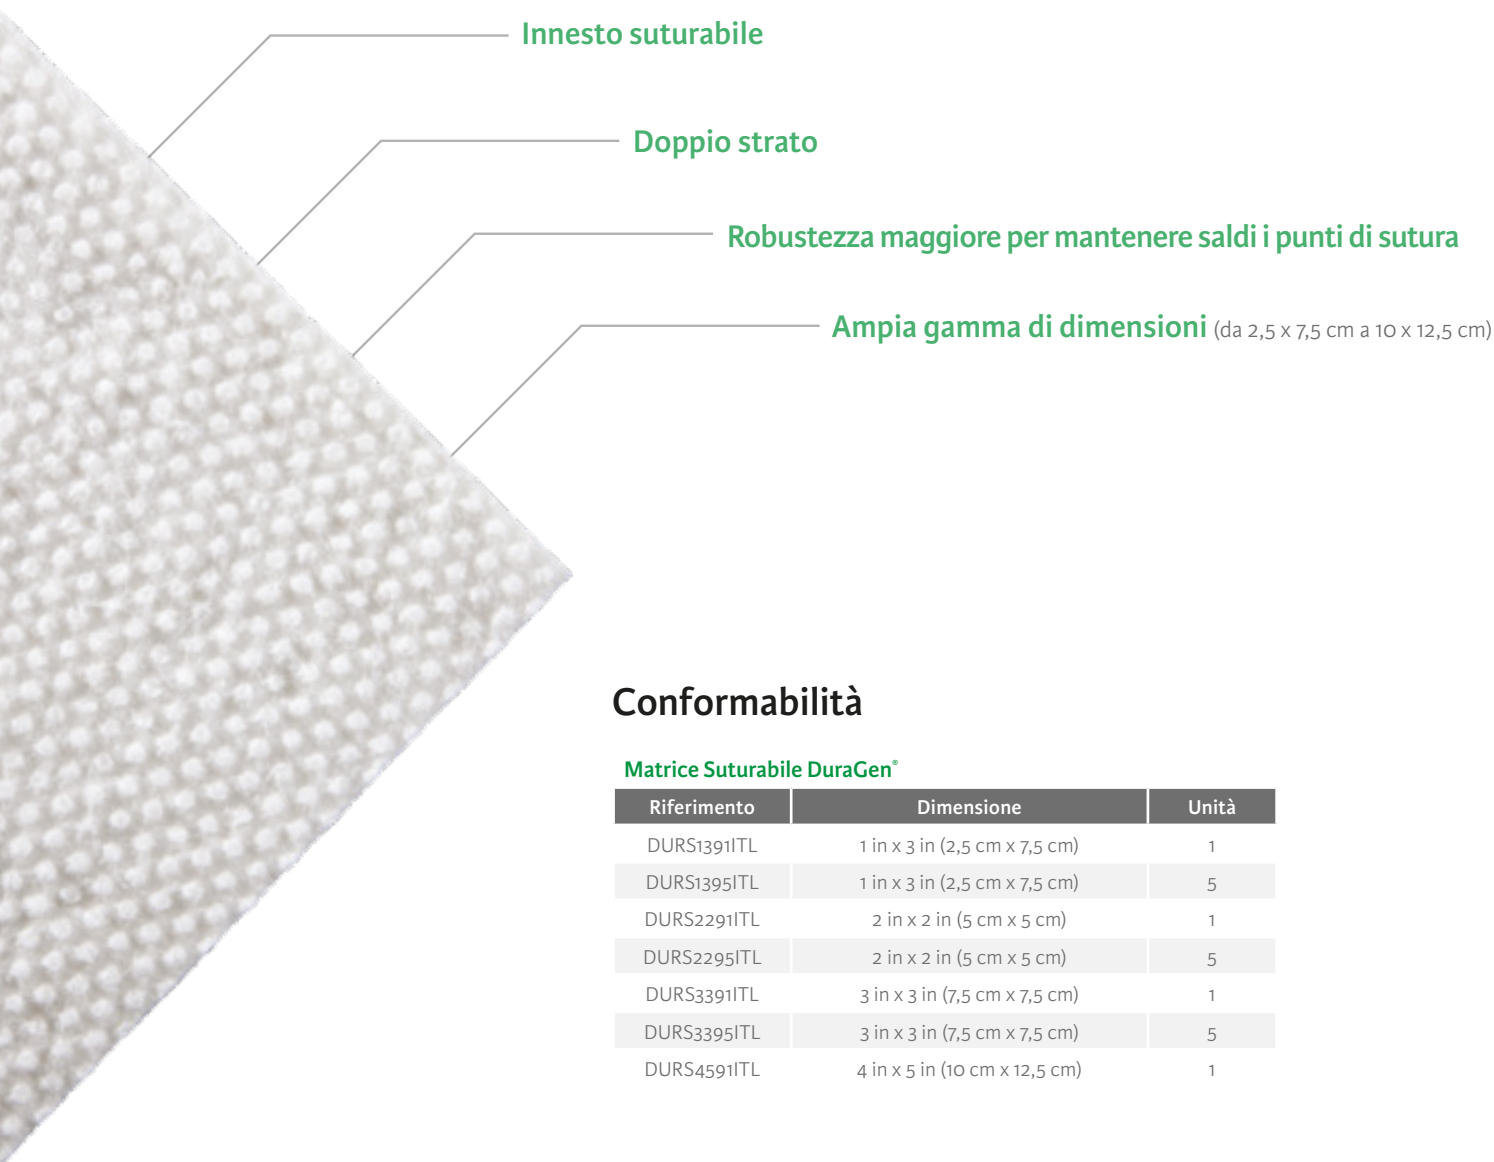 Innesto suturabile
Doppio strato
Robustezza maggiore per mantenere saldi i punti di sutura
Ampia gamma di dimensioni (da 2,5 x 7,5 cm a 10 x 12,5 cm)
Conformabilità
Matrice Suturabile DuraGen®
Riferimento Dimensione Unità
DURS1391ITL 1 in x 3 in (2,5 cm x 7,5 cm) 1
DURS1395ITL 1 in x 3 in (2,5 cm x 7,5 cm) 5
DURS2291ITL 2 in x 2 in (5 cm x 5 cm) 1
DURS2295ITL 2 in x 2 in (5 cm x 5 cm) 5
DURS3391ITL 3 in x 3 in (7,5 cm x 7,5 cm) 1
DURS3395ITL 3 in x 3 in (7,5 cm x 7,5 cm) 5
DURS4591ITL 4 in x 5 in (10 cm x 12,5 cm) 1